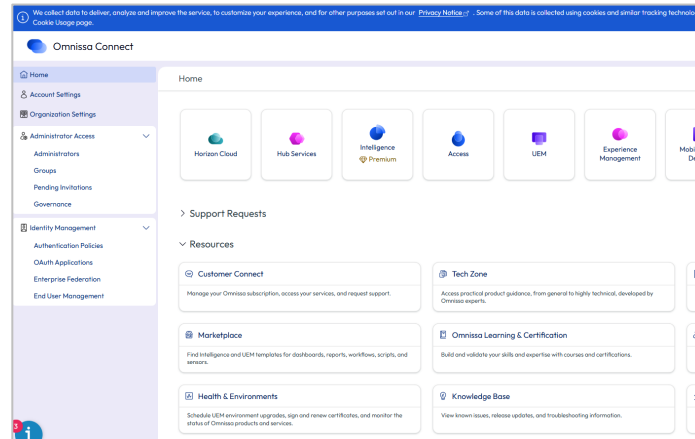 We collect data to deliver, analyze and improve the service, to customize your experience, and for other purposes set out in our Privacy Notice . Some of this data is collected using cookies and similar tracking
Cookie Usage page.
Omnissa Connect
Home
Account Settings
Organization Settings
Administrator Access
Administrators
Groups
Pending Invitations
Governance
Identity Management
Authentication Policies
OAuth Applications
Enterprise Federation
End User Management
Home
Horizon Cloud
Hub Services
Intelligence
Premium
Access
UEM
Experience
Management
Support Requests
Resources
Customer Connect
Manage your Omnissa subscription, access your services, and request support.
Tech Zone
Access practical product guidance, from general to highly technical, developed by
Omnissa experts.
Marketplace
Find Intelligence and UEM templates for dashboards, reports, workflows, scripts, and
sensors.
Omnissa Learning & Certification
Build and validate your skills and expertise with courses and certifications.
Health & Environments
Schedule UEM environment upgrades, sign and renew certificates, and monitor the
status of Omnissa products and services.
Knowledge Base
View known issues, release updates, and troubleshooting information.
3